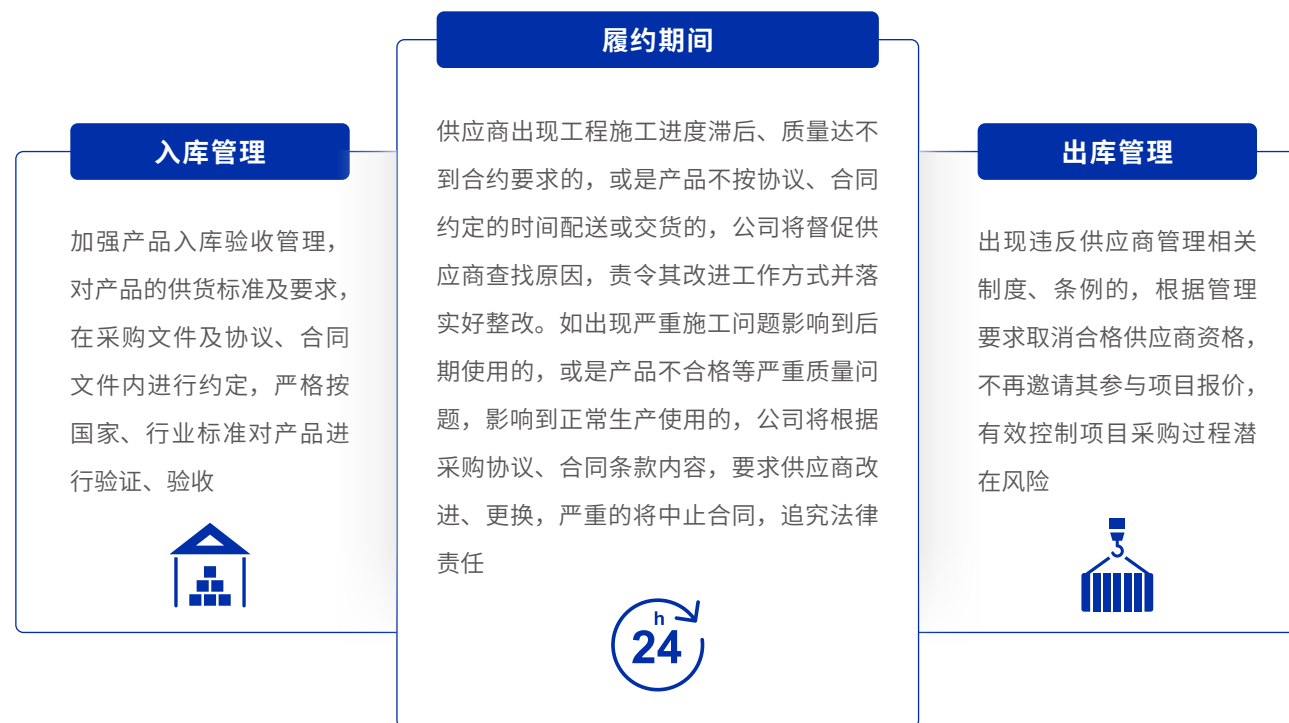 入库管理
加强产品入库验收管理，
对产品的供货标准及要求，
在采购文件及协议、合同
文件内进行约定，严格按
国家、行业标准对产品进
行验证、验收
履约期间
供应商出现工程施工进度滞后、质量达不
到合约要求的，或是产品不按协议、合同
约定的时间配送或交货的，公司将督促供
应商查找原因，责令其改进工作方式并落
实好整改。如出现严重施工问题影响到后
期使用的，或是产品不合格等严重质量问
题，影响到正常生产使用的，公司将根据
采购协议、合同条款内容，要求供应商改
进、更换，严重的将中止合同，追究法律
责任
h
24
出库管理
出现违反供应商管理相关
制度、条例的，根据管理
要求取消合格供应商资格，
不再邀请其参与项目报价，
有效控制项目采购过程潜
在风险